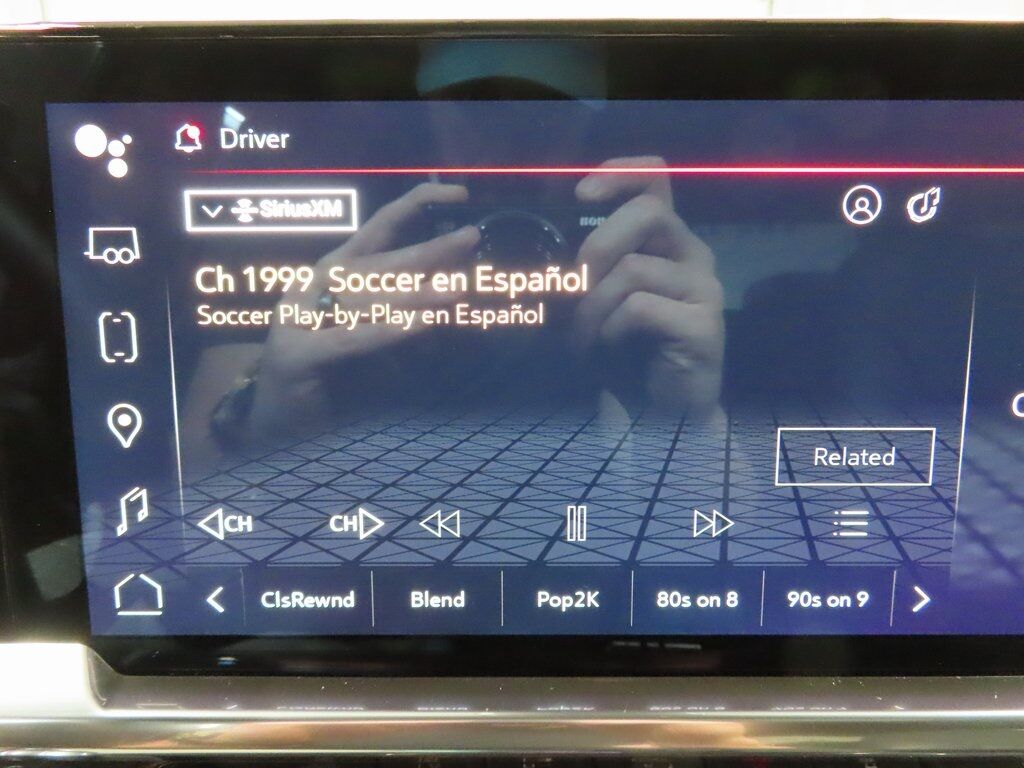 Driver
SiriusXM
Ch 1999 Soccer en Español
Soccer Play-by-Play en Español
Related
CH CH
ClsRewnd Blend Pop2K 80s on 8 90s on 9